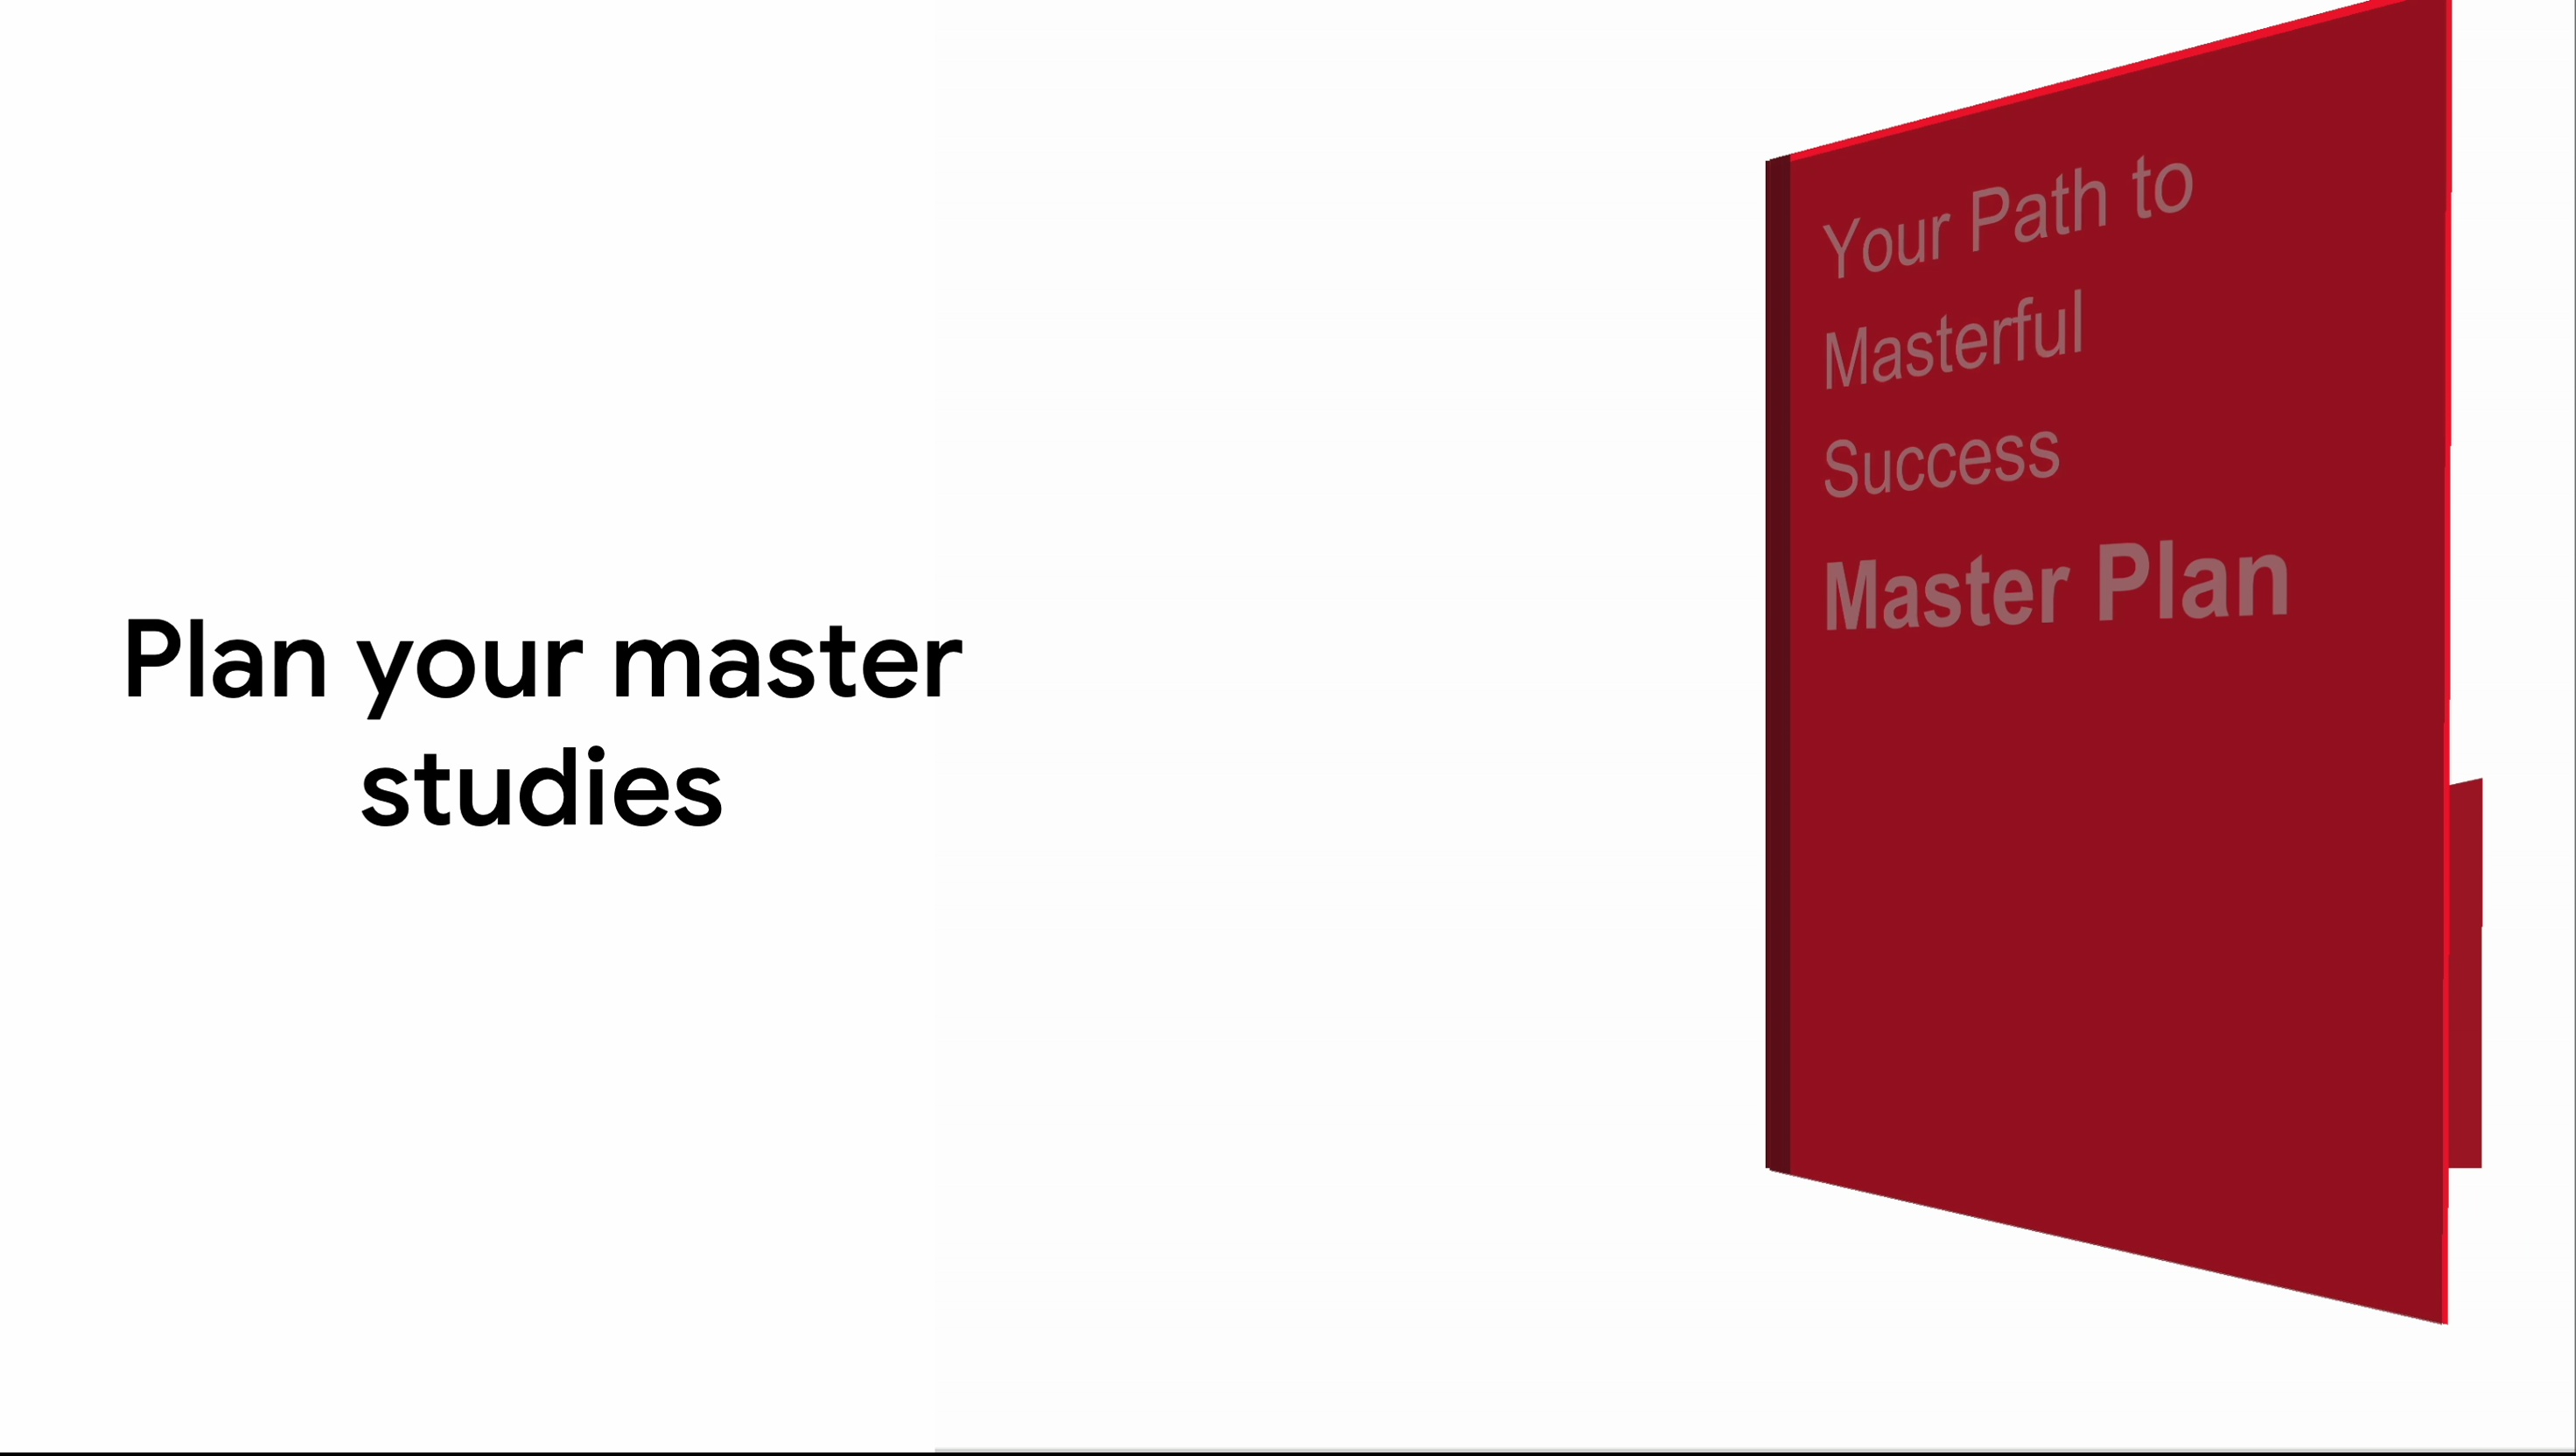 Plan your master
studies
Your Path to
Masterful
Success
Master Plan